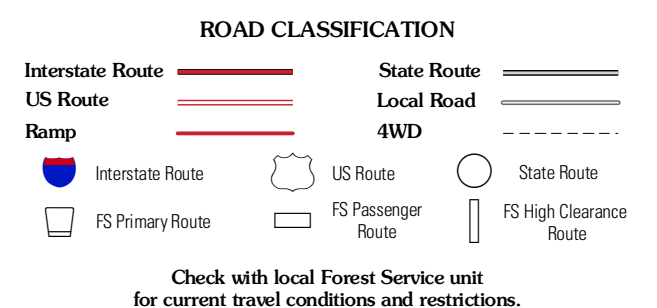 ROAD CLASSIFICATION
Interstate Route
State Route
US Route
Local Road
Ramp
4WD
Interstate Route
US Route
State Route
FS Primary Route
FS Passenger
Route
FS High Clearance
Route
Check with local Forest Service unit
for current travel conditions and restrictions.